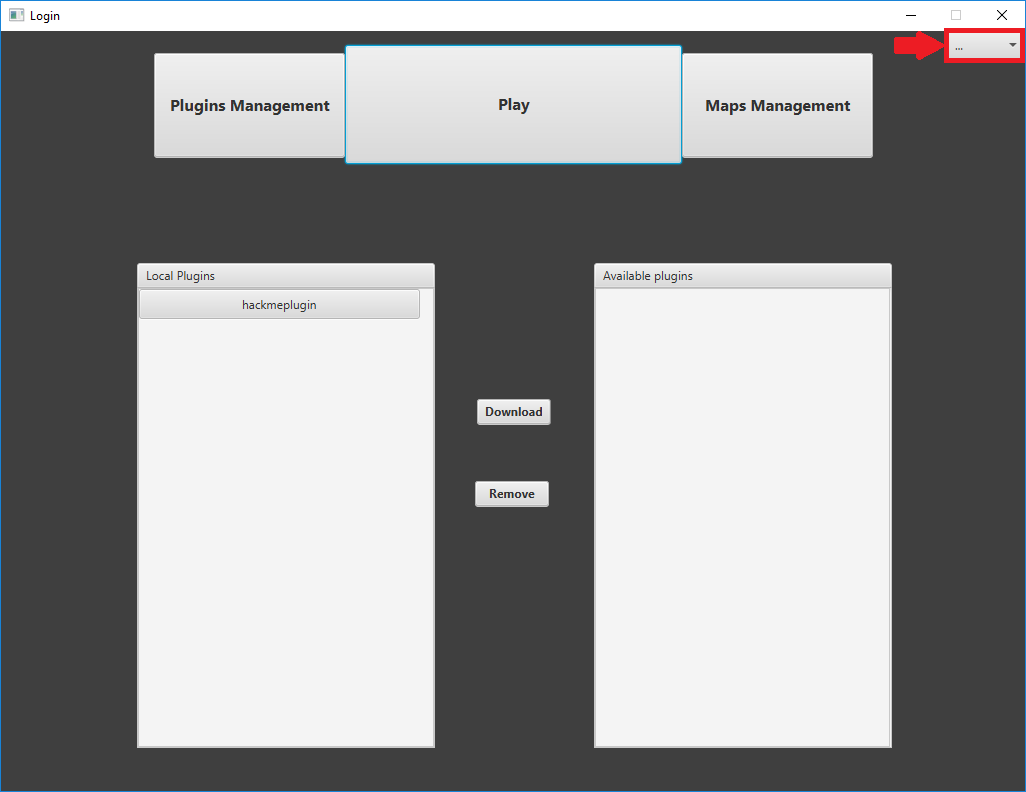 Login
...
Plugins Management
Play
Maps Management
Local Plugins
Available plugins
hackmeplugin
Download
Remove